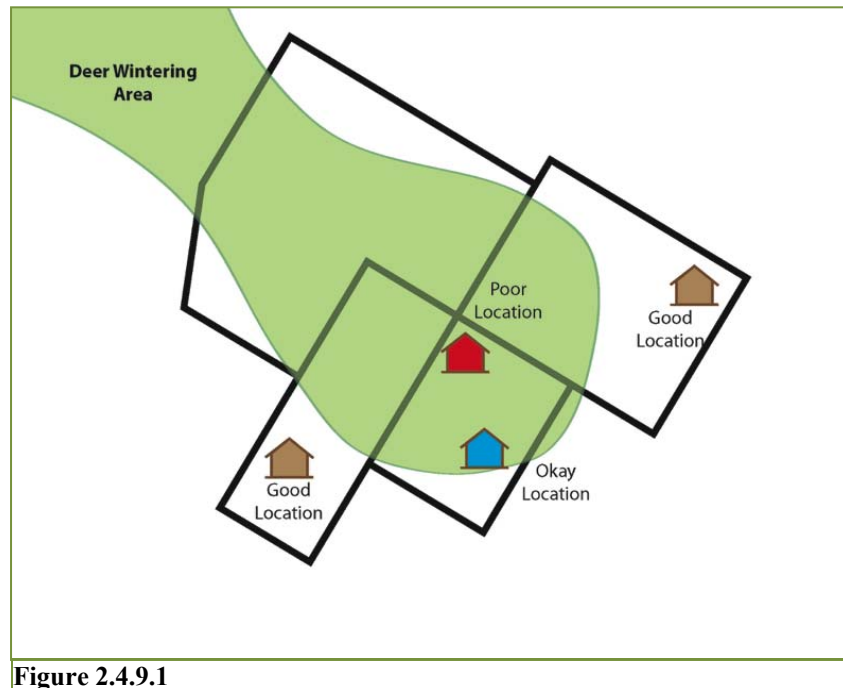 Deer Wintering
Area
Poor
Location
Good
Location
Okay
Location
Good
Location
Figure 2.4.9.1